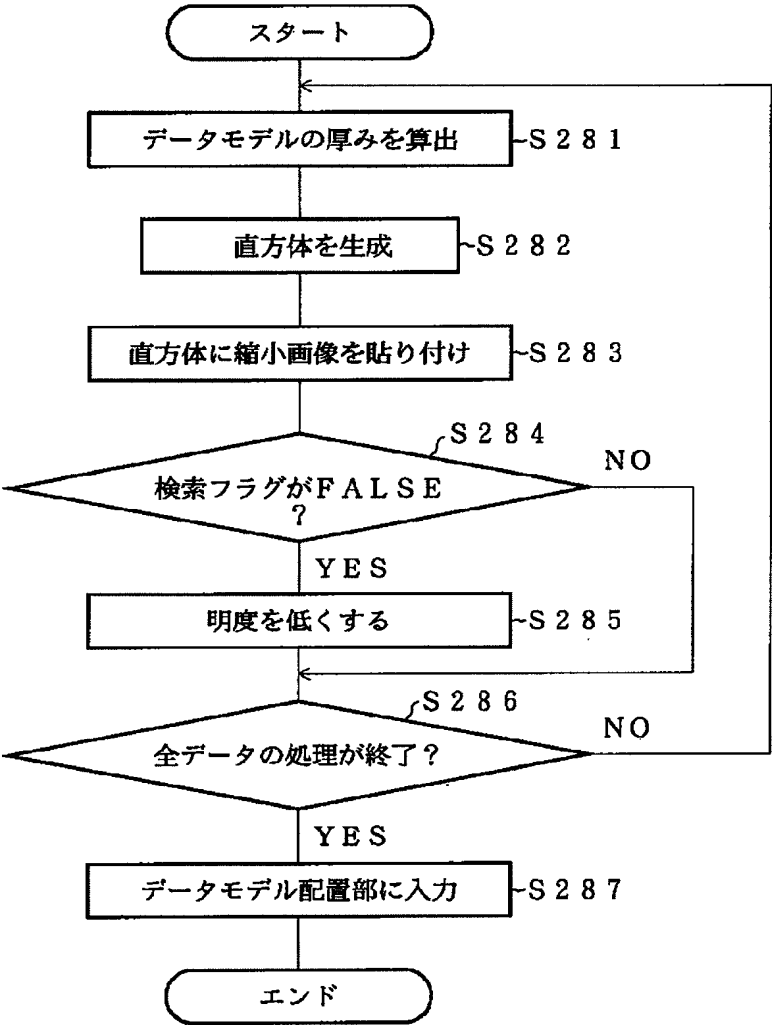 スタート
データモデルの厚みを算出 S281
直方体を生成 S282
直方体に縮小画像を貼り付け S283
S284
検索フラグがFALSE
?
NO
YES
明度を低くする S285
S286
全データの処理が終了?
NO
YES
データモデル配置部に入力 S287
エンド